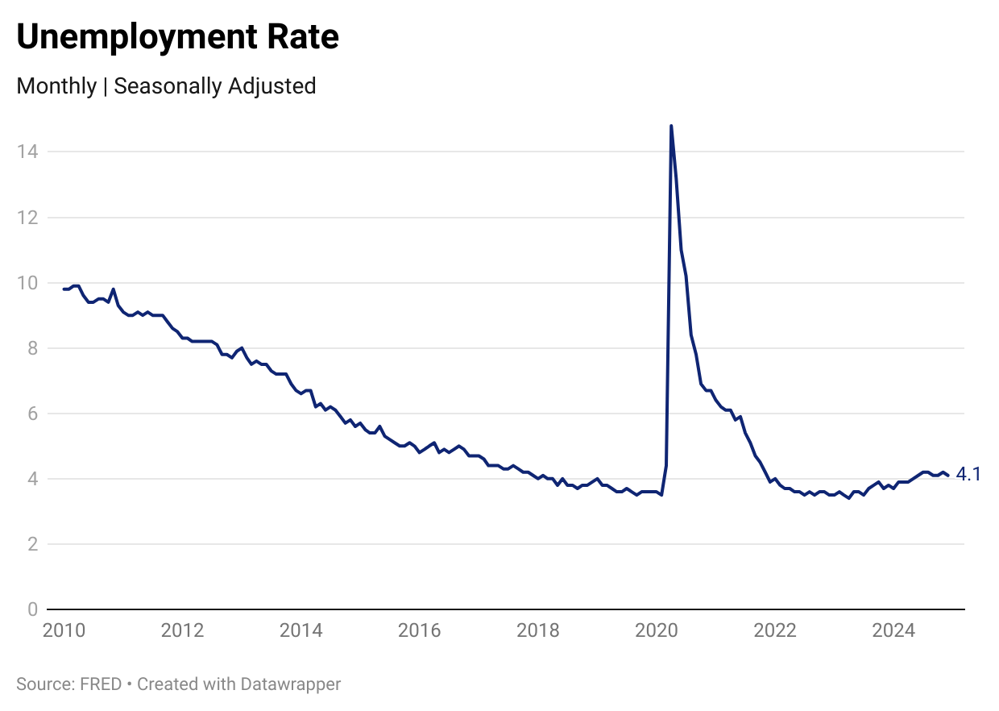 Unemployment Rate
Monthly | Seasonally Adjusted
14
12
10
8
6
4
4.1
2
0
2010 2012 2014 2016 2018 2020 2022 2024
Source: FRED • Created with Datawrapper